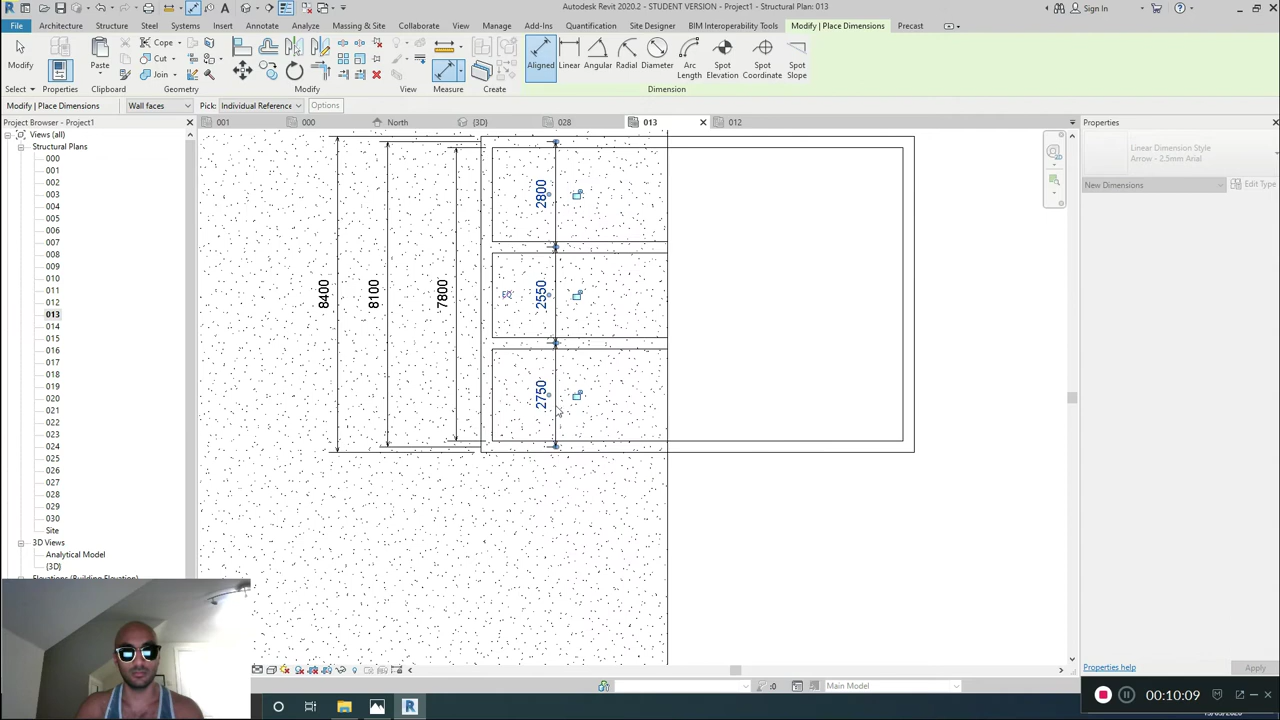 Autodesk Revit 2020.2 - STUDENT VERSION - Project1 - Structural Plan: 013
Sign In
File Architecture Structure Steel Insert Annotate Analyze Massing & Site Collaborate View Manage Add-Ins Quantification Site Designer BIM Interoperability Tools Modify | Place Dimensions Precast
Cope
Cut
Join
Modify Paste Aligned Linear Angular Radial Diameter Arc Length Spot Elevation Spot Coordinate Spot Slope
Select Properties Clipboard Geometry Modify View Measure Create Dimension
Modify | Place Dimensions Wall faces Pick: Individual Reference Options
Project Browser - Project1
001 000 North {3D} 028 013 012
Properties
Views (all)
Structural Plans
000
001
002
003
004
005
006
007
008
009
010
011
012
013
014
015
016
017
018
019
020
021
022
023
024
025
026
027
028
029
030
Site
3D Views
Analytical Model
{3D}
Elevations (Building Elevation)
Linear Dimension Style
Arrow - 2.5mm Arial
New Dimensions Edit Type
8400
8100
7800
2800
EQ
2550
2750
Properties help
Apply
:0
Main Model
00:10:09